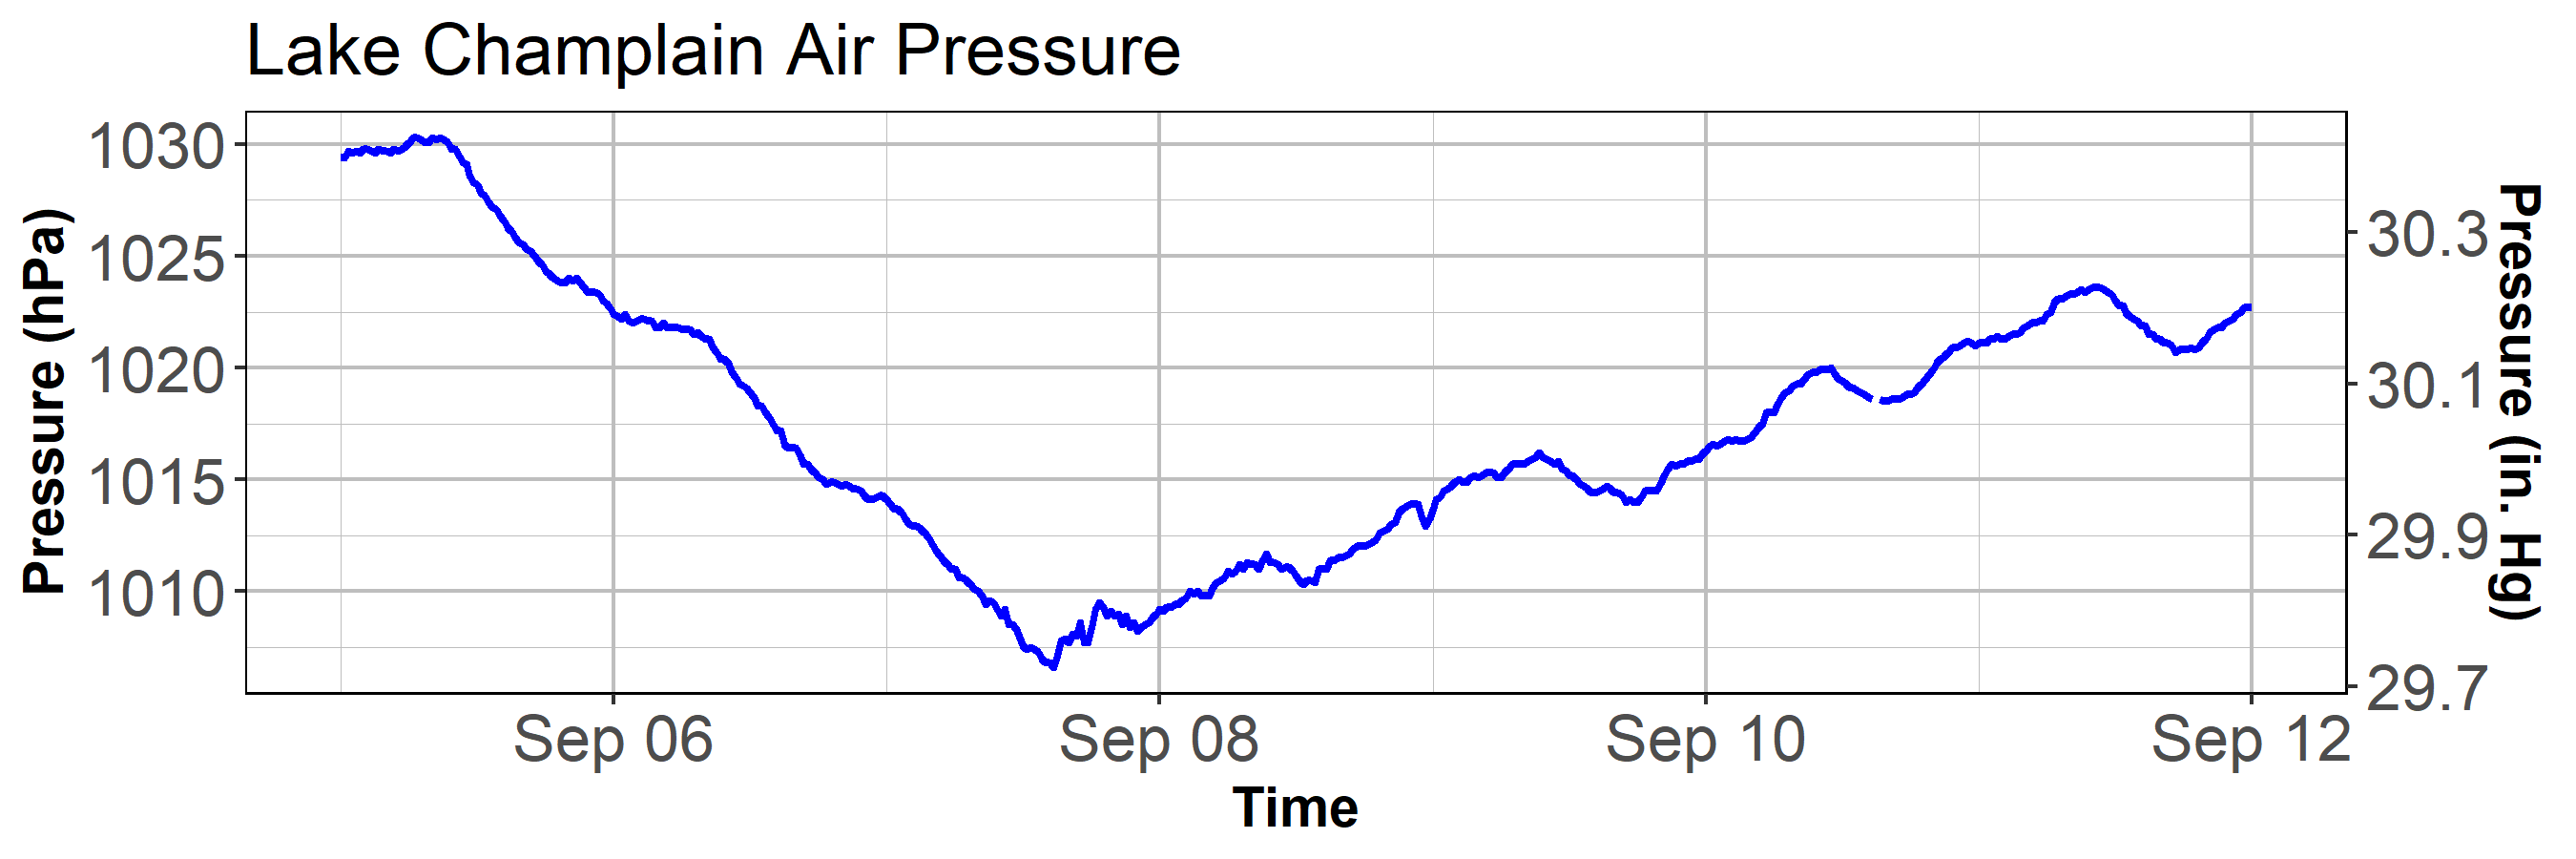 Lake Champlain Air Pressure
Pressure (hPa)
1030
1025
1020
1015
1010
30.3
30.1
29.9
29.7
Pressure (in. Hg)
Sep 06 Sep 08 Sep 10 Sep 12
Time